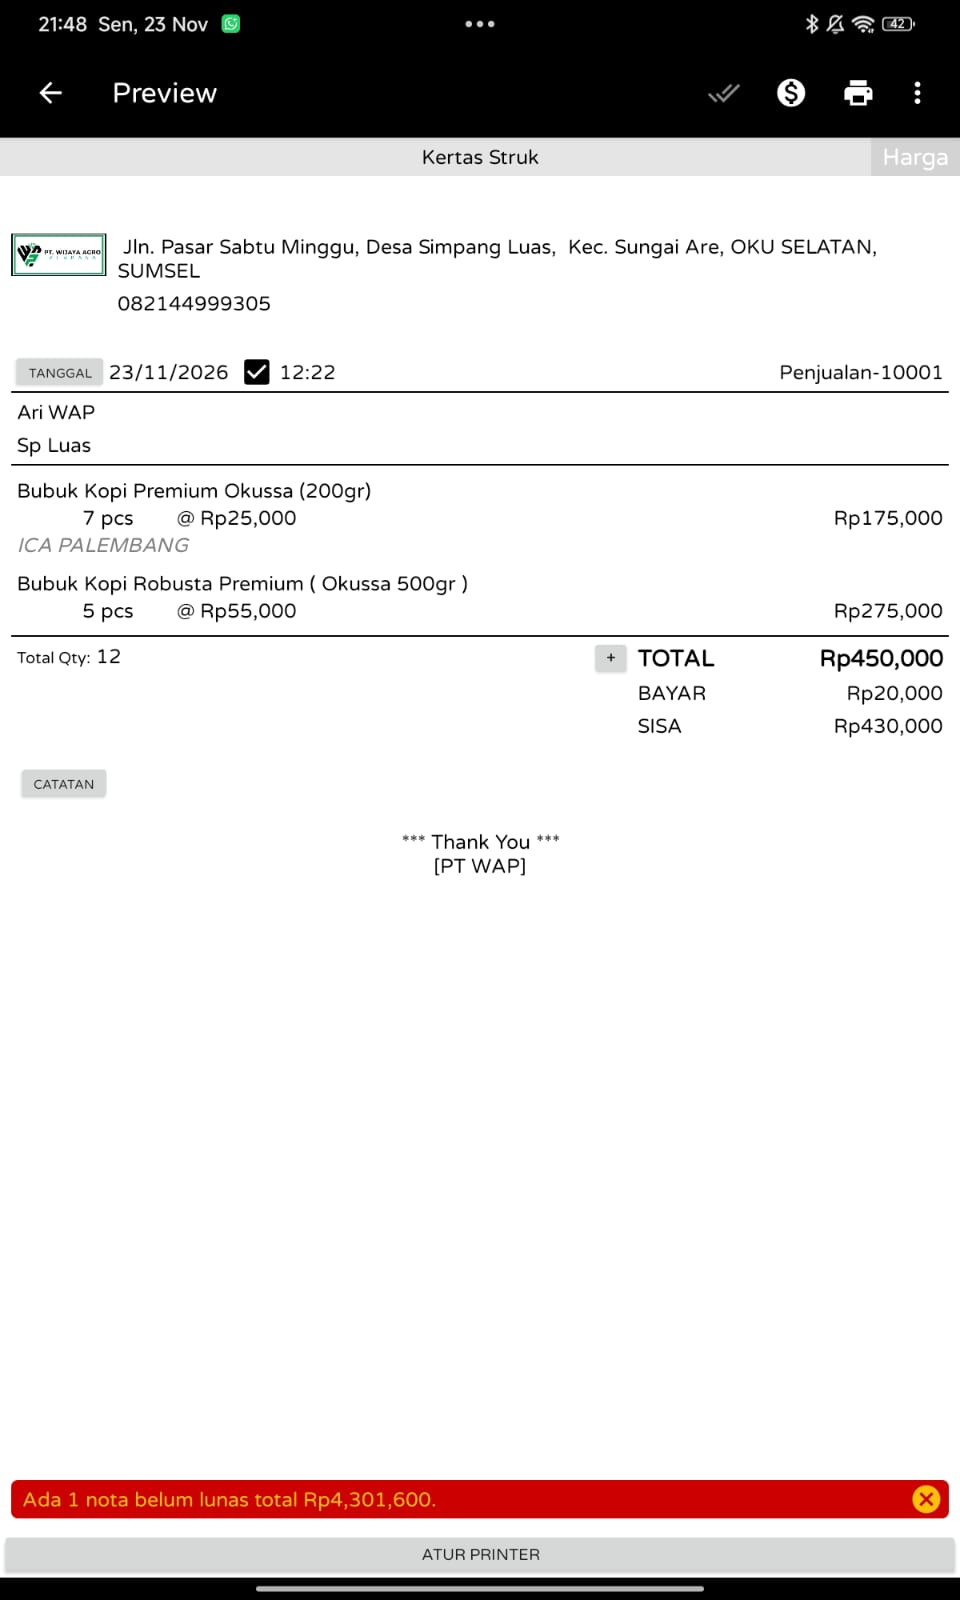 21:48 Sen, 23 Nov
42
Preview
Kertas Struk
Harga
PT. WIJAYA AGRO
Jln. Pasar Sabtu Minggu, Desa Simpang Luas, Kec. Sungai Are, OKU SELATAN,
SUMSEL
082144999305
TANGGAL 23/11/2026 12:22 Penjualan-10001
Ari WAP
Sp Luas
Bubuk Kopi Premium Okussa (200gr)
7 pcs @ Rp25,000 Rp175,000
ICA PALEMBANG
Bubuk Kopi Robusta Premium ( Okussa 500gr )
5 pcs @ Rp55,000 Rp275,000
Total Qty: 12 + TOTAL Rp450,000
BAYAR Rp20,000
SISA Rp430,000
CATATAN
*** Thank You ***
[PT WAP]
Ada 1 nota belum lunas total Rp4,301,600.
ATUR PRINTER